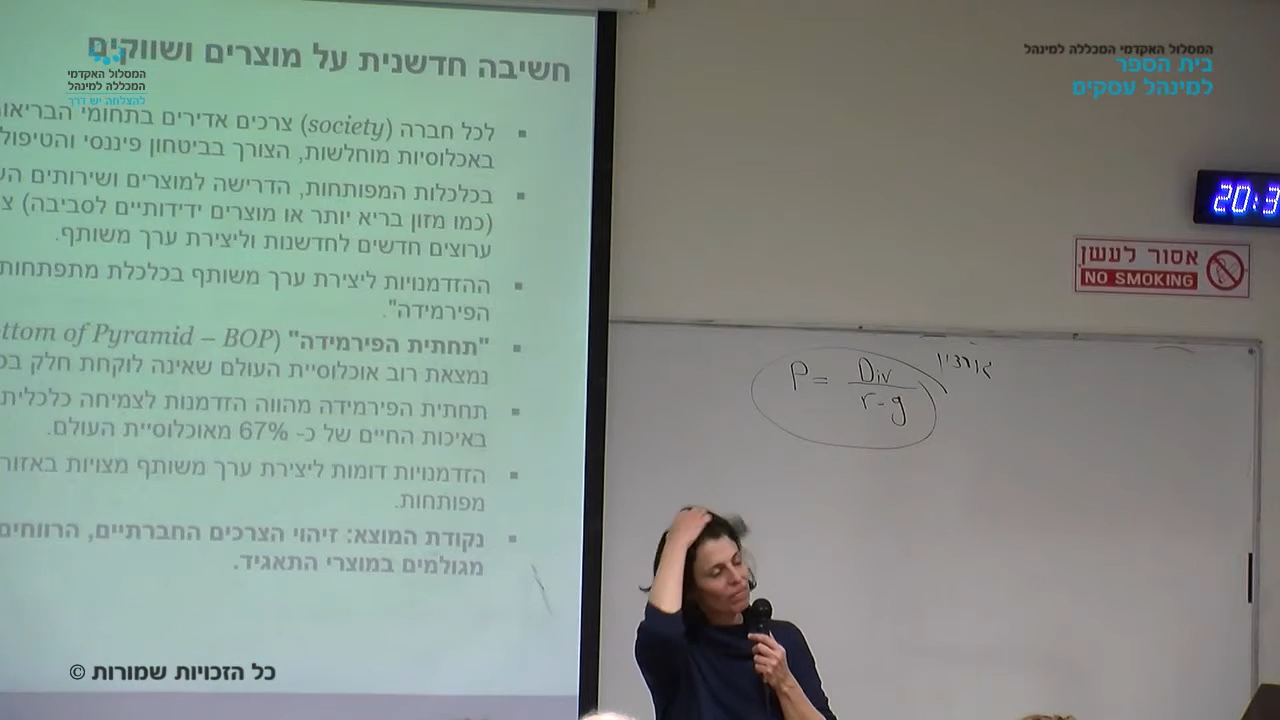 חשיבה חדשנית על מוצרים ושווקים
המסלול האקדמי
המכללה למינהל
להצלחה יש דרך
לכל חברה (society) צרכים אדירים בתחומי הבריאו
באכלוסיות מוחלשות, הצורך בביטחון פיננסי והטיפול
בכלכלות המפותחות, הדרישה למוצרים ושירותים הע
(כמו מזון בריא יותר או מוצרים ידידותיים לסביבה) צ
ערוצים חדשים לחדשנות וליצירת ערך משותף.
ההזדמנויות ליצירת ערך משותף בכלכלת מתפתחות
הפירמידה".
"תחתית הפירמידה" (ottom of Pyramid – BOP
נמצאת רוב אוכלוסיית העולם שאינה לוקחת חלק בכ
תחתית הפירמידה מהווה הזדמנות לצמיחה כלכלית
באיכות החיים של כ- 67% מאוכלוסיית העולם.
הזדמנויות דומות ליצירת ערך משותף מצויות באזור
מפותחות.
נקודת המוצא: זיהוי הצרכים החברתיים, הרווחים
מגולמים במוצרי התאגיד.
כל הזכויות שמורות ©
המסלול האקדמי המכללה למינהל
בית הספר
למינהל עסקים
20:3
אסור לעשן
NO SMOKING
P = Div
r - g
גורדון